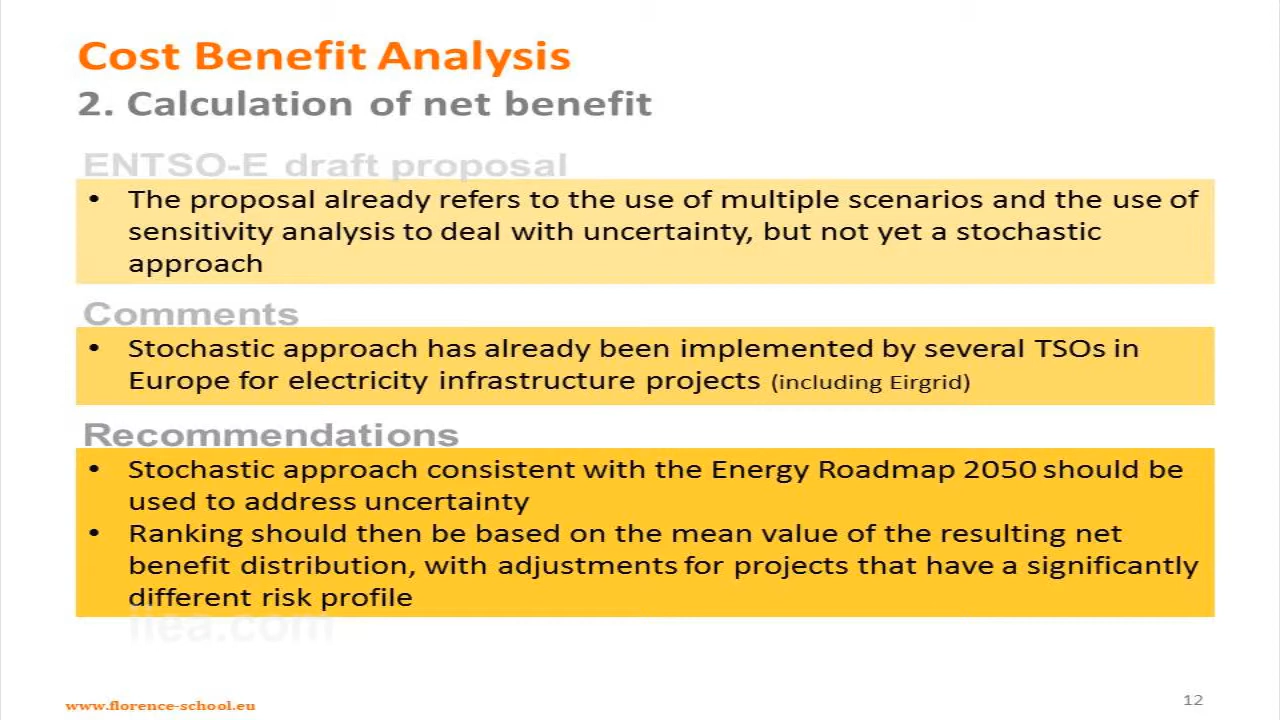 Cost Benefit Analysis
2. Calculation of net benefit
ENTSO-E draft proposal
• The proposal already refers to the use of multiple scenarios and the use of
sensitivity analysis to deal with uncertainty, but not yet a stochastic
approach
Comments
• Stochastic approach has already been implemented by several TSOs in
Europe for electricity infrastructure projects (including Eirgrid)
Recommendations
• Stochastic approach consistent with the Energy Roadmap 2050 should be
used to address uncertainty
• Ranking should then be based on the mean value of the resulting net
benefit distribution, with adjustments for projects that have a significantly
different risk profile
iiea.com
www.florence-school.eu
12